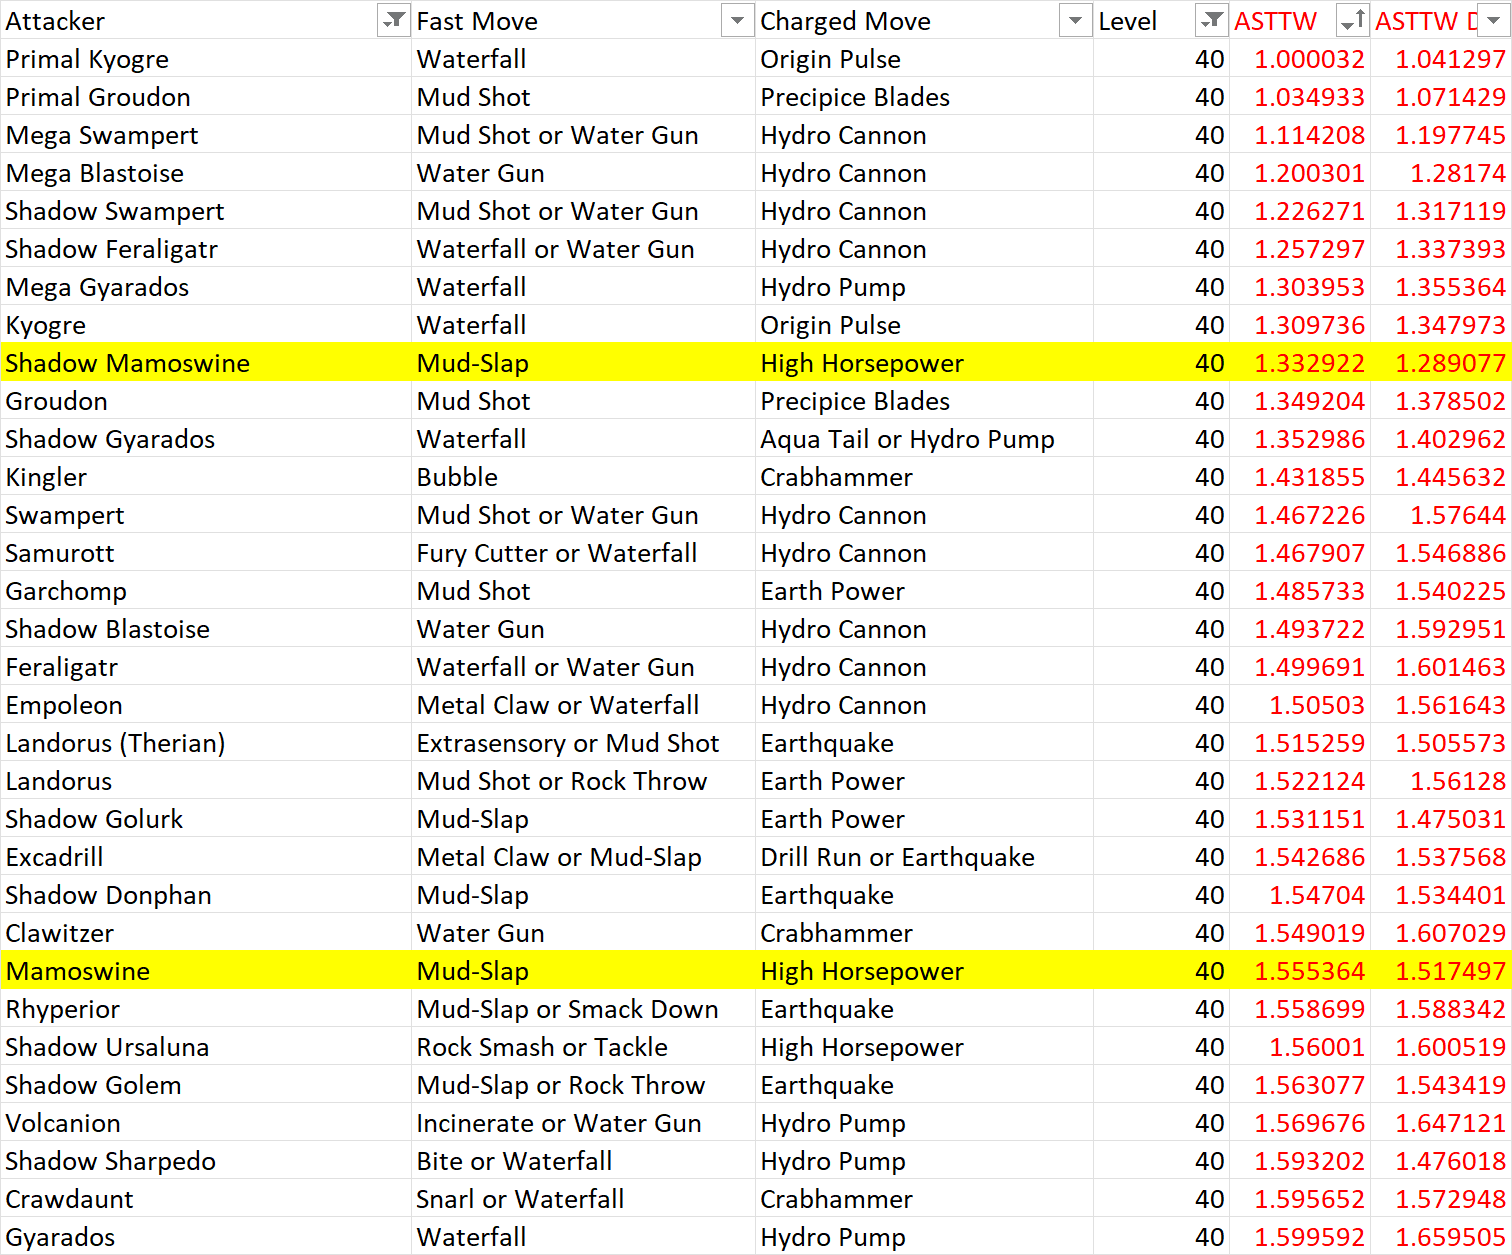 Attacker Fast Move Charged Move Level ASTTW ASTTW D
Primal Kyogre Waterfall Origin Pulse 40 1.000032 1.041297
Primal Groudon Mud Shot Precipice Blades 40 1.034933 1.071429
Mega Swampert Mud Shot or Water Gun Hydro Cannon 40 1.114208 1.197745
Mega Blastoise Water Gun Hydro Cannon 40 1.200301 1.28174
Shadow Swampert Mud Shot or Water Gun Hydro Cannon 40 1.226271 1.317119
Shadow Feraligatr Waterfall or Water Gun Hydro Cannon 40 1.257297 1.337393
Mega Gyarados Waterfall Hydro Pump 40 1.303953 1.355364
Kyogre Waterfall Origin Pulse 40 1.309736 1.347973
Shadow Mamoswine Mud-Slap High Horsepower 40 1.332922 1.289077
Groudon Mud Shot Precipice Blades 40 1.349204 1.378502
Shadow Gyarados Waterfall Aqua Tail or Hydro Pump 40 1.352986 1.402962
Kingler Bubble Crabhammer 40 1.431855 1.445632
Swampert Mud Shot or Water Gun Hydro Cannon 40 1.467226 1.57644
Samurott Fury Cutter or Waterfall Hydro Cannon 40 1.467907 1.546886
Garchomp Mud Shot Earth Power 40 1.485733 1.540225
Shadow Blastoise Water Gun Hydro Cannon 40 1.493722 1.592951
Feraligatr Waterfall or Water Gun Hydro Cannon 40 1.499691 1.601463
Empoleon Metal Claw or Waterfall Hydro Cannon 40 1.50503 1.561643
Landorus (Therian) Extrasensory or Mud Shot Earthquake 40 1.515259 1.505573
Landorus Mud Shot or Rock Throw Earth Power 40 1.522124 1.56128
Shadow Golurk Mud-Slap Earth Power 40 1.531151 1.475031
Excadrill Metal Claw or Mud-Slap Drill Run or Earthquake 40 1.542686 1.537568
Shadow Donphan Mud-Slap Earthquake 40 1.54704 1.534401
Clawitzer Water Gun Crabhammer 40 1.549019 1.607029
Mamoswine Mud-Slap High Horsepower 40 1.555364 1.517497
Rhyperior Mud-Slap or Smack Down Earthquake 40 1.558699 1.588342
Shadow Ursaluna Rock Smash or Tackle High Horsepower 40 1.56001 1.600519
Shadow Golem Mud-Slap or Rock Throw Earthquake 40 1.563077 1.543419
Volcanion Incinerate or Water Gun Hydro Pump 40 1.569676 1.647121
Shadow Sharpedo Bite or Waterfall Hydro Pump 40 1.593202 1.476018
Crawdaunt Snarl or Waterfall Crabhammer 40 1.595652 1.572948
Gyarados Waterfall Hydro Pump 40 1.599592 1.659505